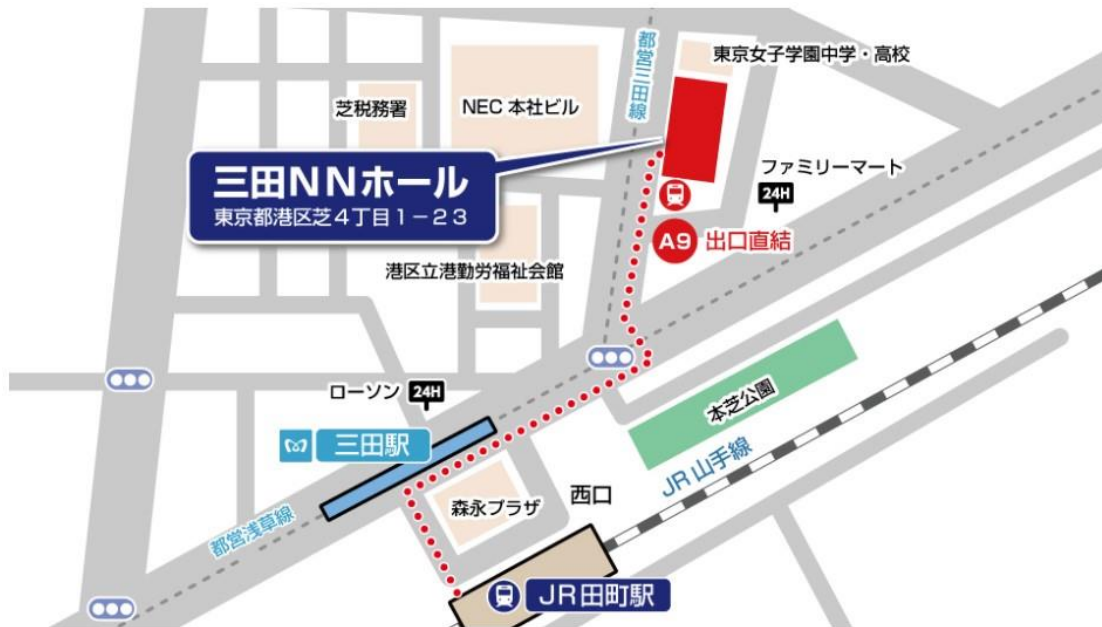 都営三田線
東京女子学園中学・高校
芝税務署
NEC 本社ビル
三田NNホール
東京都港区芝4丁目1-23
ファミリーマート
24H
A9 出口直結
港区立港勤労福祉会館
ローソン 24H
本芝公園
三田駅
JR 山手線
西口
森永プラザ
都営浅草線
JR田町駅